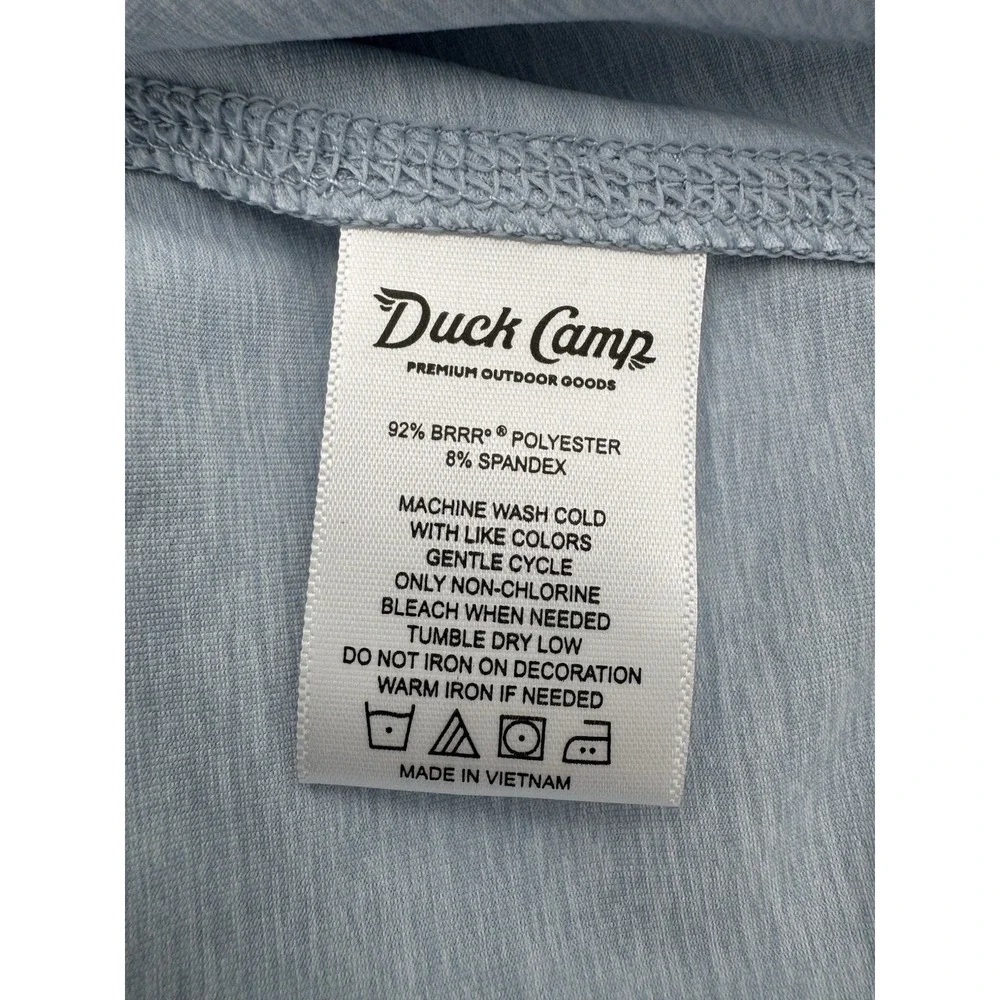 Duck Camp
PREMIUM OUTDOOR GOODS
92% BRRR°® POLYESTER
8% SPANDEX
MACHINE WASH COLD
WITH LIKE COLORS
GENTLE CYCLE
ONLY NON-CHLORINE
BLEACH WHEN NEEDED
TUMBLE DRY LOW
DO NOT IRON ON DECORATION
WARM IRON IF NEEDED
MADE IN VIETNAM